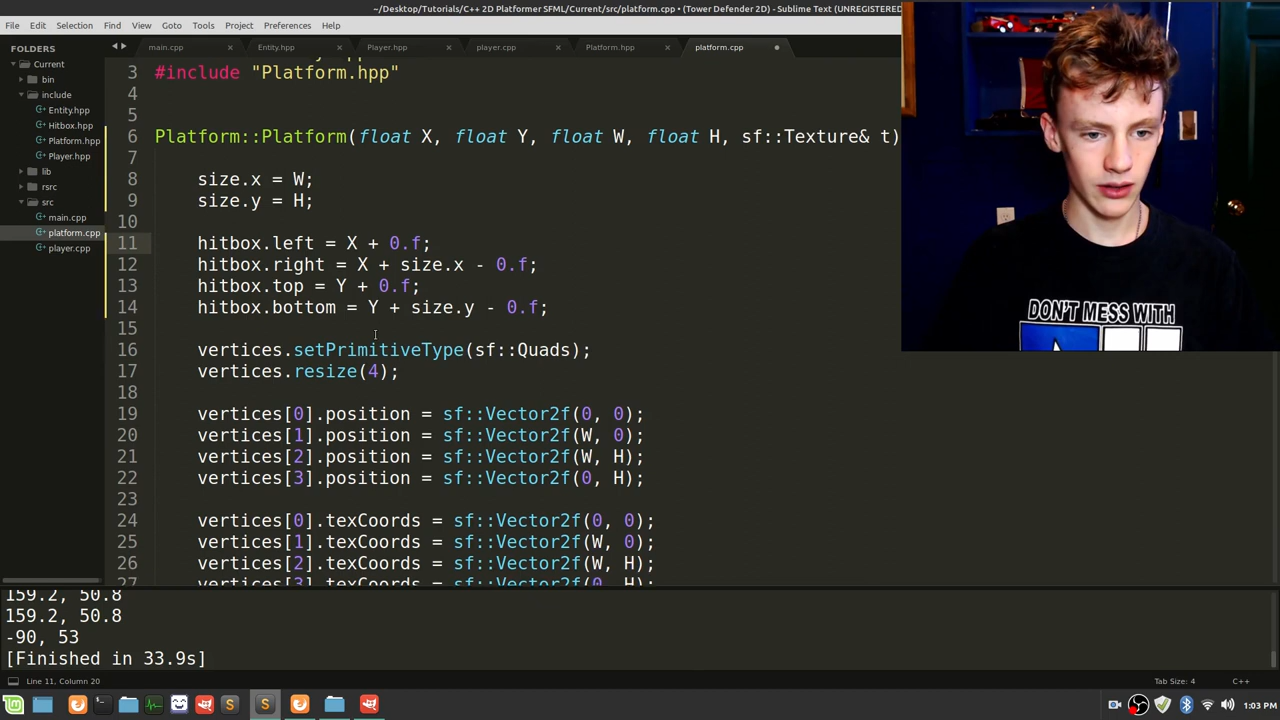 ~/Desktop/Tutorials/C++ 2D Platformer SFML/Current/src/platform.cpp • (Tower Defender 2D) - Sublime Text (UNREGISTERED)
File Edit Selection Find View Goto Tools Project Preferences Help
FOLDERS
Current
bin
include
Entity.hpp
Hitbox.hpp
Platform.hpp
Player.hpp
lib
rsrc
src
main.cpp
platform.cpp
player.cpp
main.cpp × Entity.hpp × Player.hpp × player.cpp × Platform.hpp × platform.cpp •
3 #include "Platform.hpp"
4
5
6 Platform::Platform(float X, float Y, float W, float H, sf::Texture& t)
7
8 size.x = W;
9 size.y = H;
10
11 hitbox.left = X + 0.f;
12 hitbox.right = X + size.x - 0.f;
13 hitbox.top = Y + 0.f;
14 hitbox.bottom = Y + size.y - 0.f;
15
16 vertices.setPrimitiveType(sf::Quads);
17 vertices.resize(4);
18
19 vertices[0].position = sf::Vector2f(0, 0);
20 vertices[1].position = sf::Vector2f(W, 0);
21 vertices[2].position = sf::Vector2f(W, H);
22 vertices[3].position = sf::Vector2f(0, H);
23
24 vertices[0].texCoords = sf::Vector2f(0, 0);
25 vertices[1].texCoords = sf::Vector2f(W, 0);
26 vertices[2].texCoords = sf::Vector2f(W, H);
27 vertices[3].texCoords = sf::Vector2f(0, H);
159.2, 50.8
159.2, 50.8
-90, 53
[Finished in 33.9s]
Line 11, Column 20
Tab Size: 4
C++
1:03 PM
DON'T MESS WITH